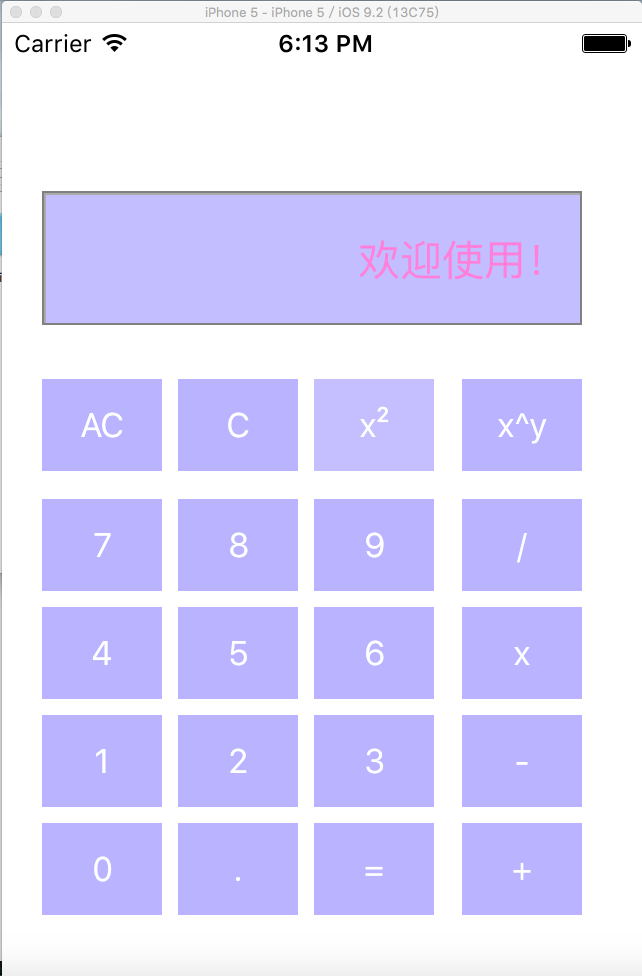 iPhone 5 - iPhone 5 / iOS 9.2 (13C75)
Carrier 6:13 PM
欢迎使用！
AC C x² x^y
7 8 9 /
4 5 6 x
1 2 3 -
0 . = +